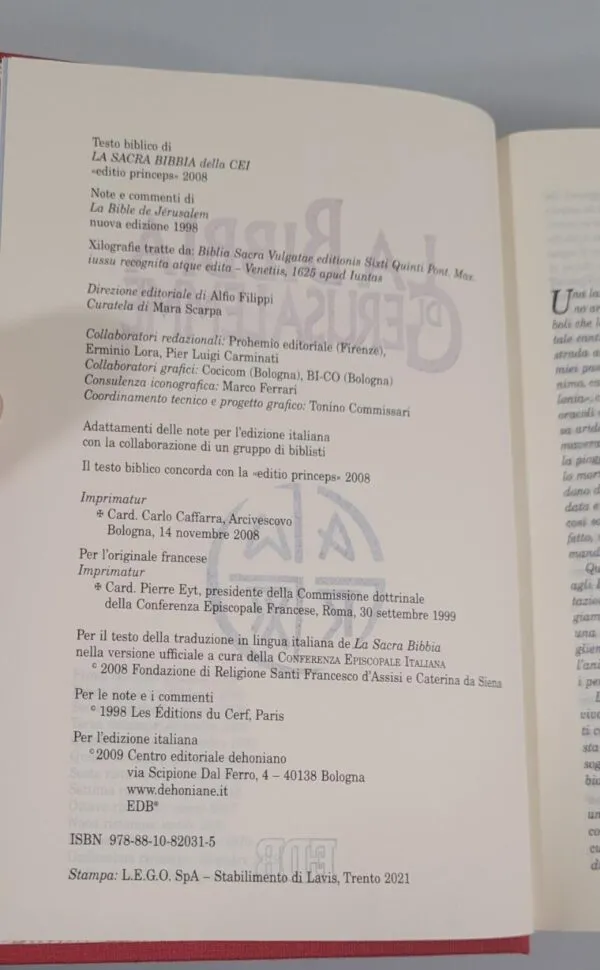 Testo biblico di
LA SACRA BIBBIA della CEI
«editio princeps» 2008
Note e commenti di
La Bible de Jérusalem
nuova edizione 1998
Xilografie tratte da: Biblia Sacra Vulgatae editionis Sixti Quinti Pont. Max.
iussu recognita atque edita – Venetiis, 1625 apud Iuntas
Direzione editoriale di Alfio Filippi
Curatela di Mara Scarpa
Collaboratori redazionali: Prohemio editoriale (Firenze),
Erminio Lora, Pier Luigi Carminati
Collaboratori grafici: Cocicom (Bologna), BI-CO (Bologna)
Consulenza iconografica: Marco Ferrari
Coordinamento tecnico e progetto grafico: Tonino Commissari
Adattamenti delle note per l'edizione italiana
con la collaborazione di un gruppo di biblisti
Il testo biblico concorda con la «editio princeps» 2008
Imprimatur
✠ Card. Carlo Caffarra, Arcivescovo
Bologna, 14 novembre 2008
Per l'originale francese
Imprimatur
✠ Card. Pierre Eyt, presidente della Commissione dottrinale
della Conferenza Episcopale Francese, Roma, 30 settembre 1999
Per il testo della traduzione in lingua italiana de La Sacra Bibbia
nella versione ufficiale a cura della CONFERENZA EPISCOPALE ITALIANA
© 2008 Fondazione di Religione Santi Francesco d'Assisi e Caterina da Siena
Per le note e i commenti
© 1998 Les Éditions du Cerf, Paris
Per l'edizione italiana
© 2009 Centro editoriale dehoniano
via Scipione Dal Ferro, 4 – 40138 Bologna
www.dehoniane.it
EDB®
ISBN 978-88-10-82031-5
Stampa: L.E.G.O. SpA – Stabilimento di Lavis, Trento 2021